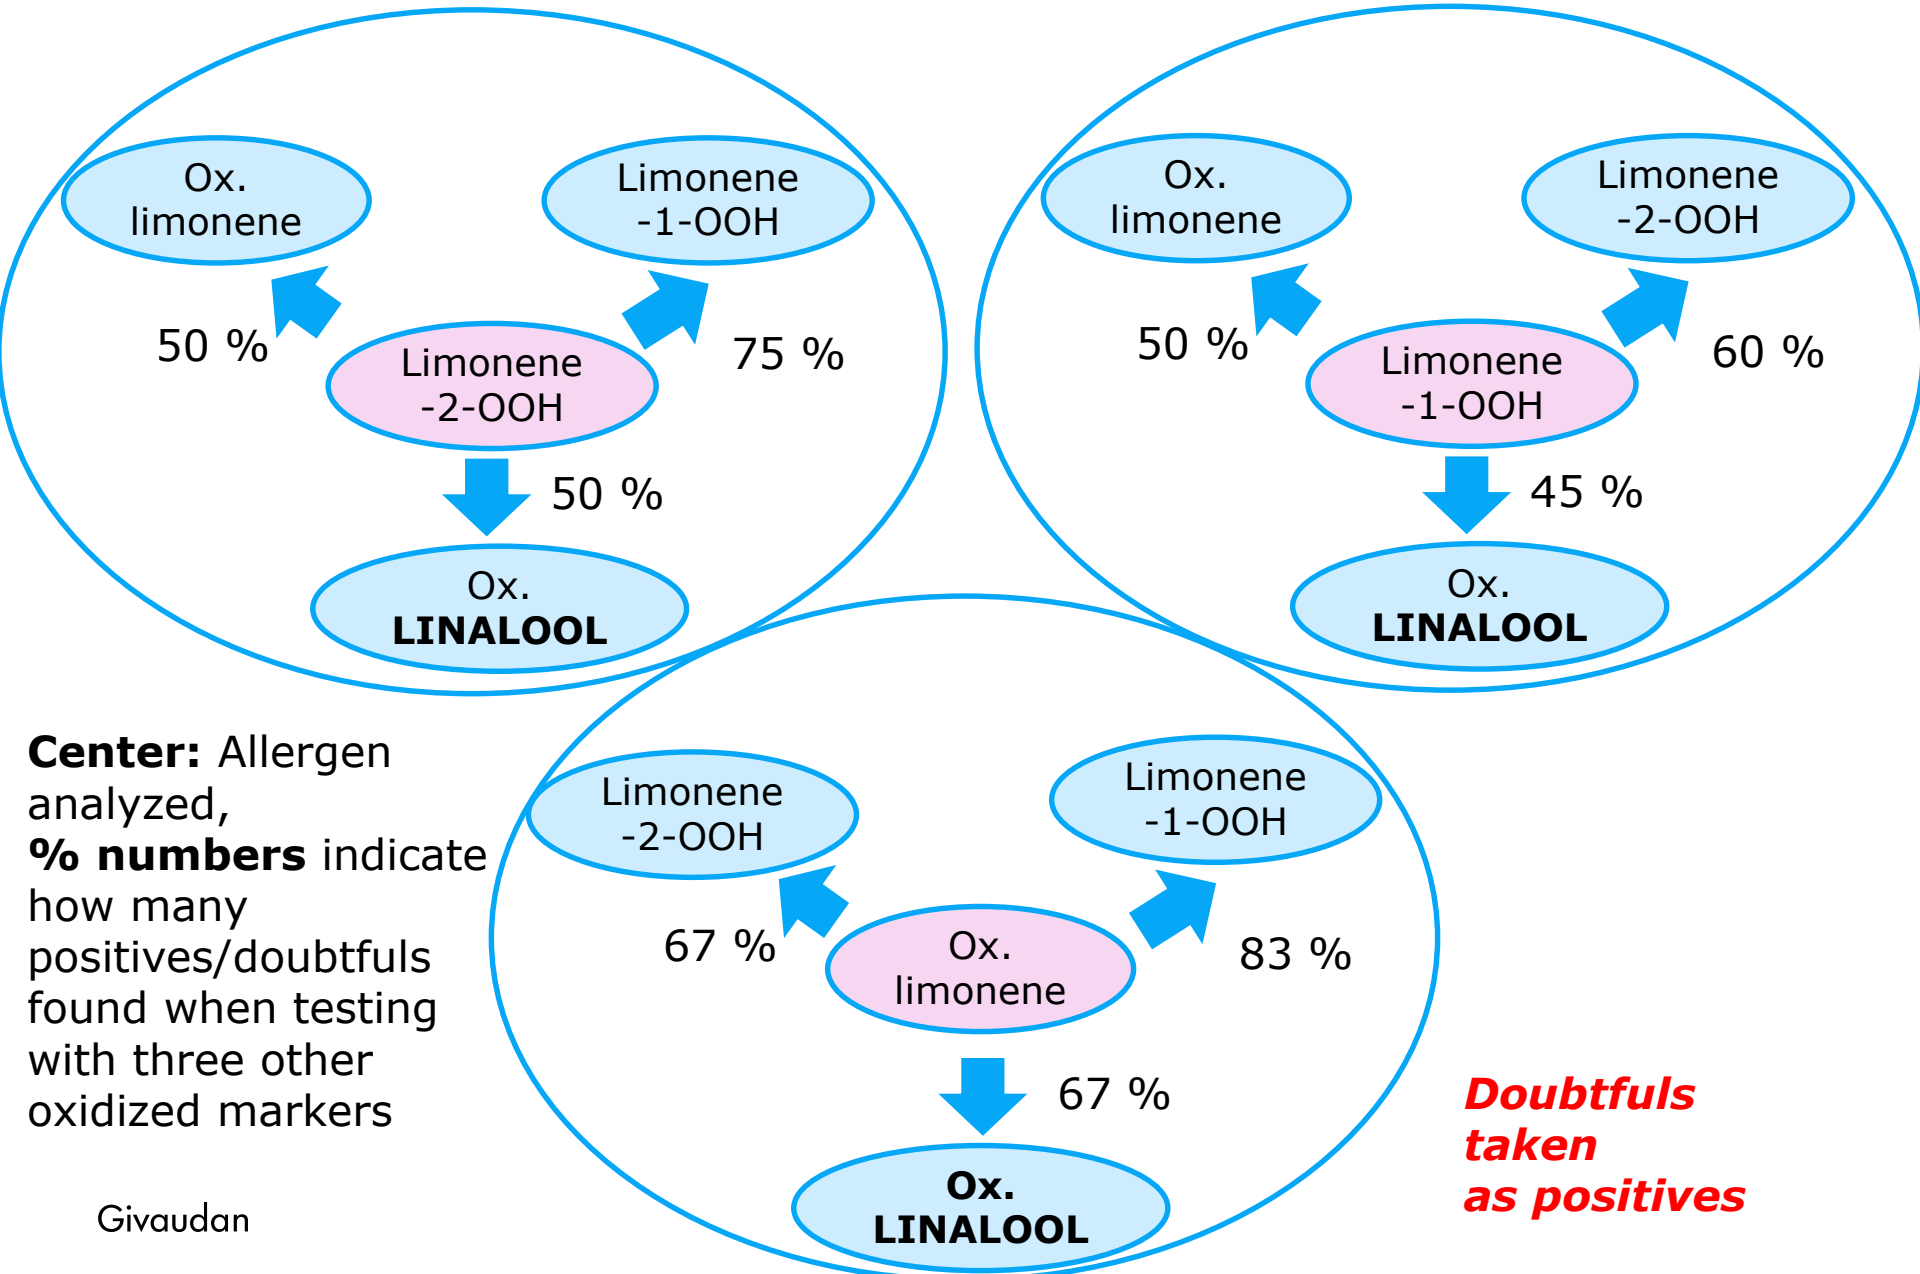 Ox.
limonene
Limonene
-1-OOH
50 %
Limonene
-2-OOH
75 %
50 %
Ox.
LINALOOL
Ox.
limonene
Limonene
-2-OOH
50 %
Limonene
-1-OOH
60 %
45 %
Ox.
LINALOOL
Center: Allergen
analyzed,
% numbers indicate
how many
positives/doubtfuls
found when testing
with three other
oxidized markers
Limonene
-2-OOH
Limonene
-1-OOH
67 %
Ox.
limonene
83 %
67 %
Ox.
LINALOOL
Doubtfuls
taken
as positives
Givaudan